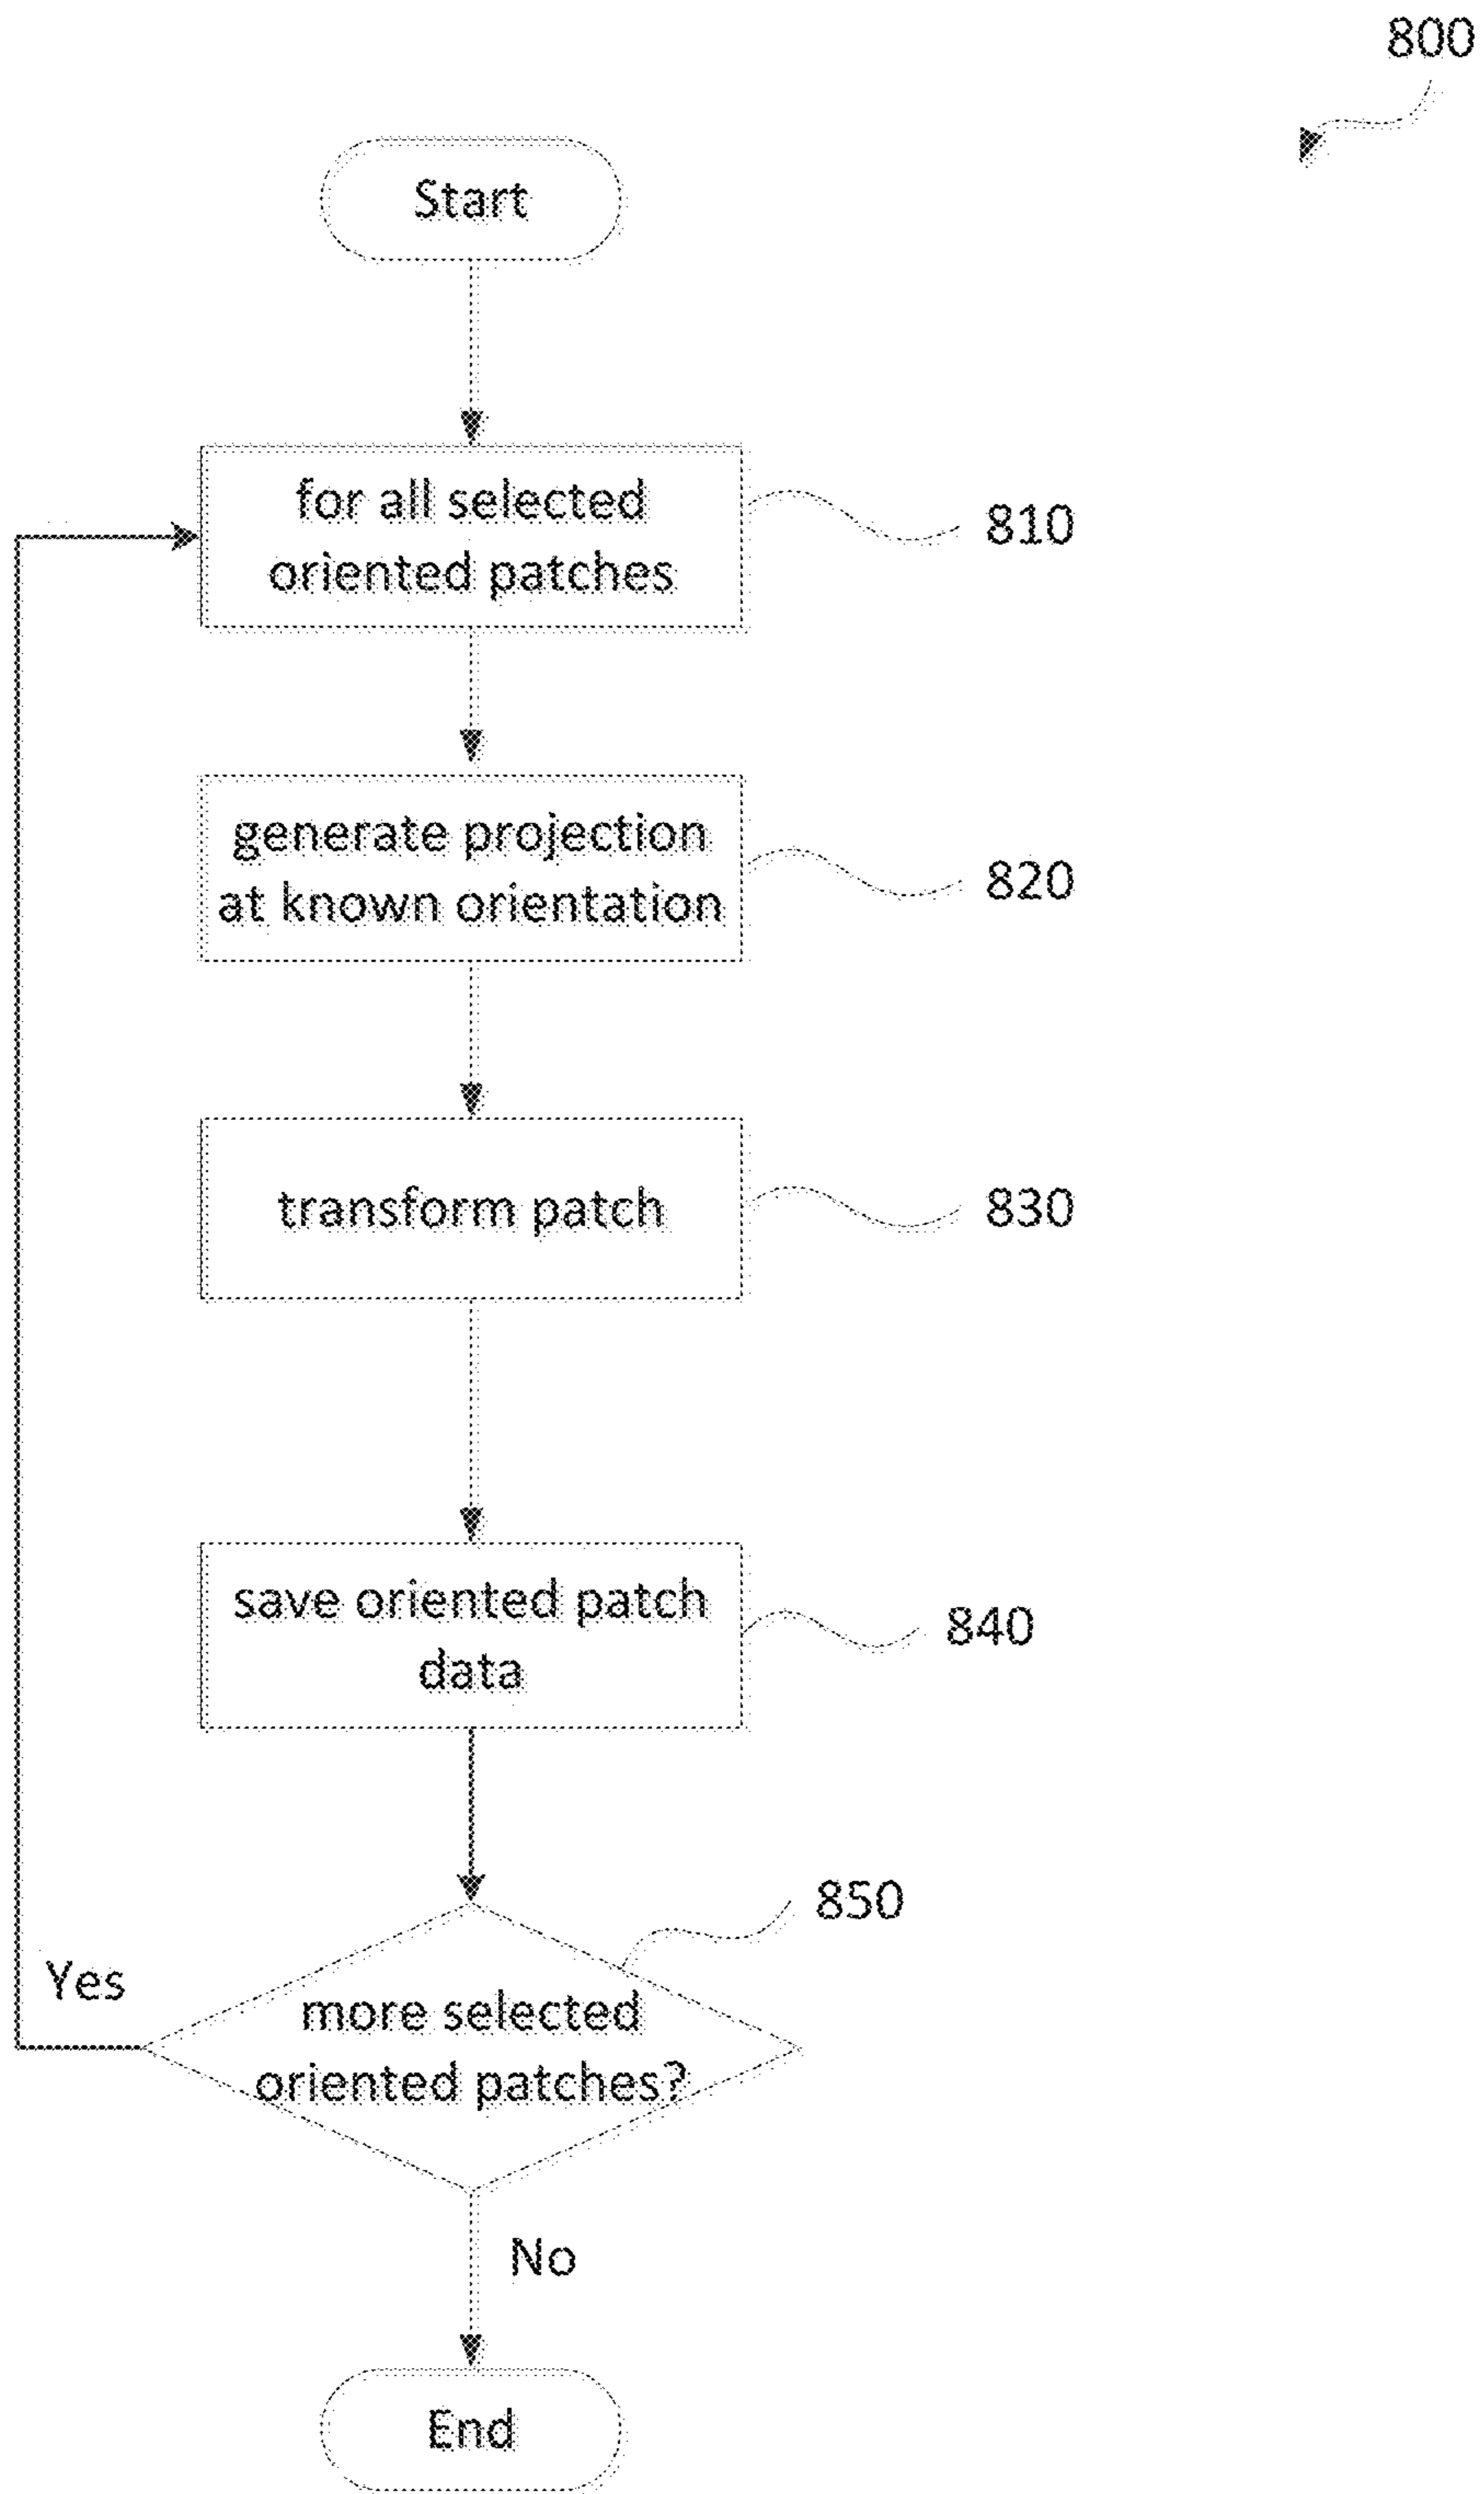 800
Start
for all selected
oriented patches
810
generate projection
at known orientation
820
transform patch
830
save oriented patch
data
840
850
Yes
more selected
oriented patches?
No
End